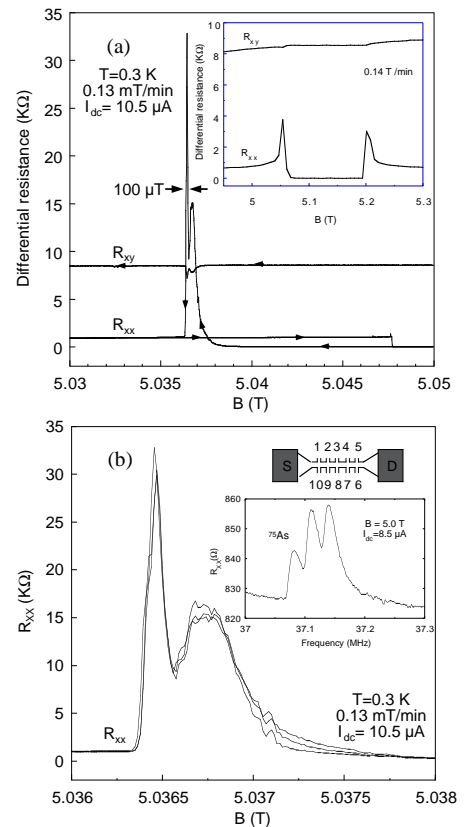 35
30
25
20
15
10
5
0
Differential resistance (KΩ)
(a)
T=0.3 K
0.13 mT/min
I_dc= 10.5 μA
100 μT
R_xy
R_xx
5.03
5.035
5.04
5.045
5.05
B (T)
10
8
6
4
2
0
Differential resistance (KΩ)
R_xy
0.14 T /min
R_xx
5
5.1
5.2
5.3
B (T)
35
30
25
20
15
10
5
0
R_xx (KΩ)
(b)
1 2 3 4 5
S
D
10 9 8 7 6
860
850
840
830
820
R_xx(Ω)
⁷⁵As
B = 5.0 T
I_dc=8.5 μA
37
37.1
37.2
37.3
Frequency (MHz)
T=0.3 K
0.13 mT/min
I_dc= 10.5 μA
R_xx
5.036
5.0365
5.037
5.0375
5.038
B (T)